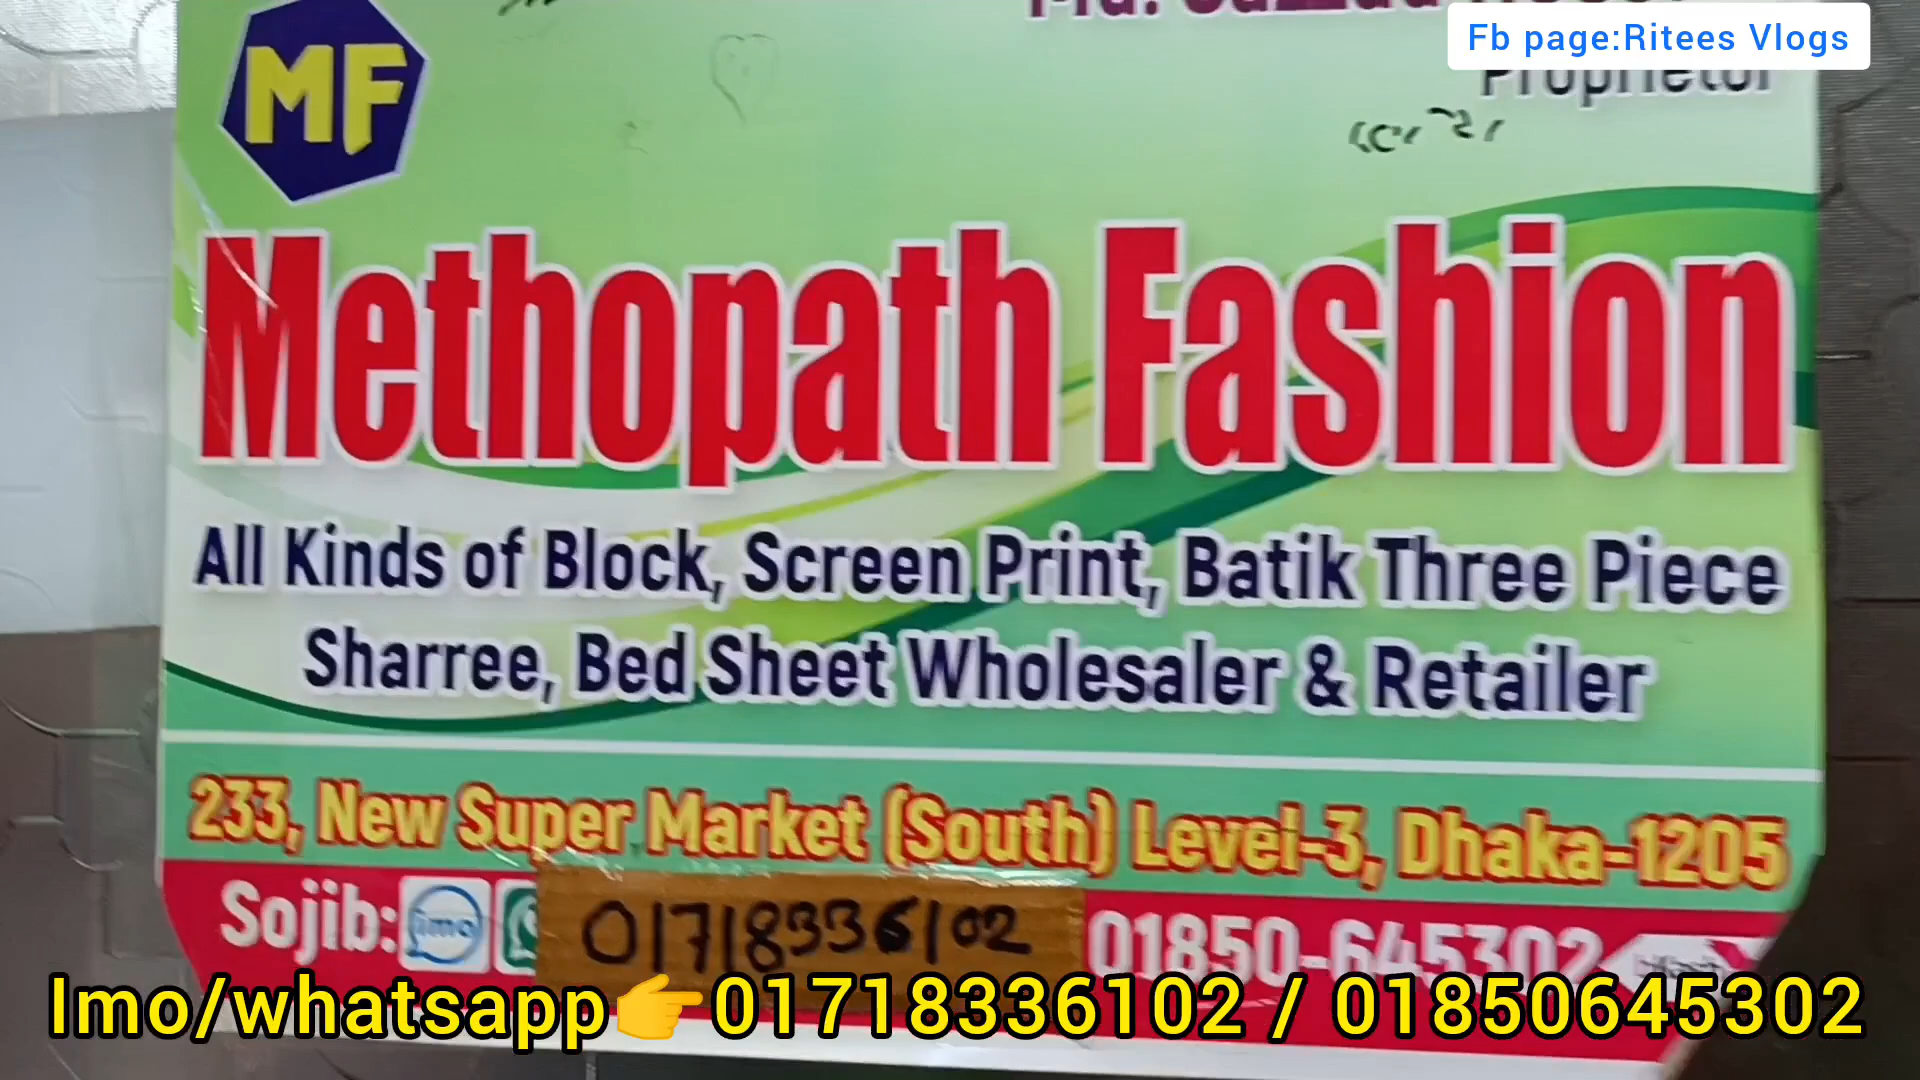 Fb page:Ritees Vlogs
MF
Proprietor
Methopath Fashion
All Kinds of Block, Screen Print, Batik Three Piece
Sharree, Bed Sheet Wholesaler & Retailer
233, New Super Market (South) Level-3, Dhaka-1205
Sojib: imo 01718336102 01850-645302
Imo/whatsapp👉01718336102 / 01850645302